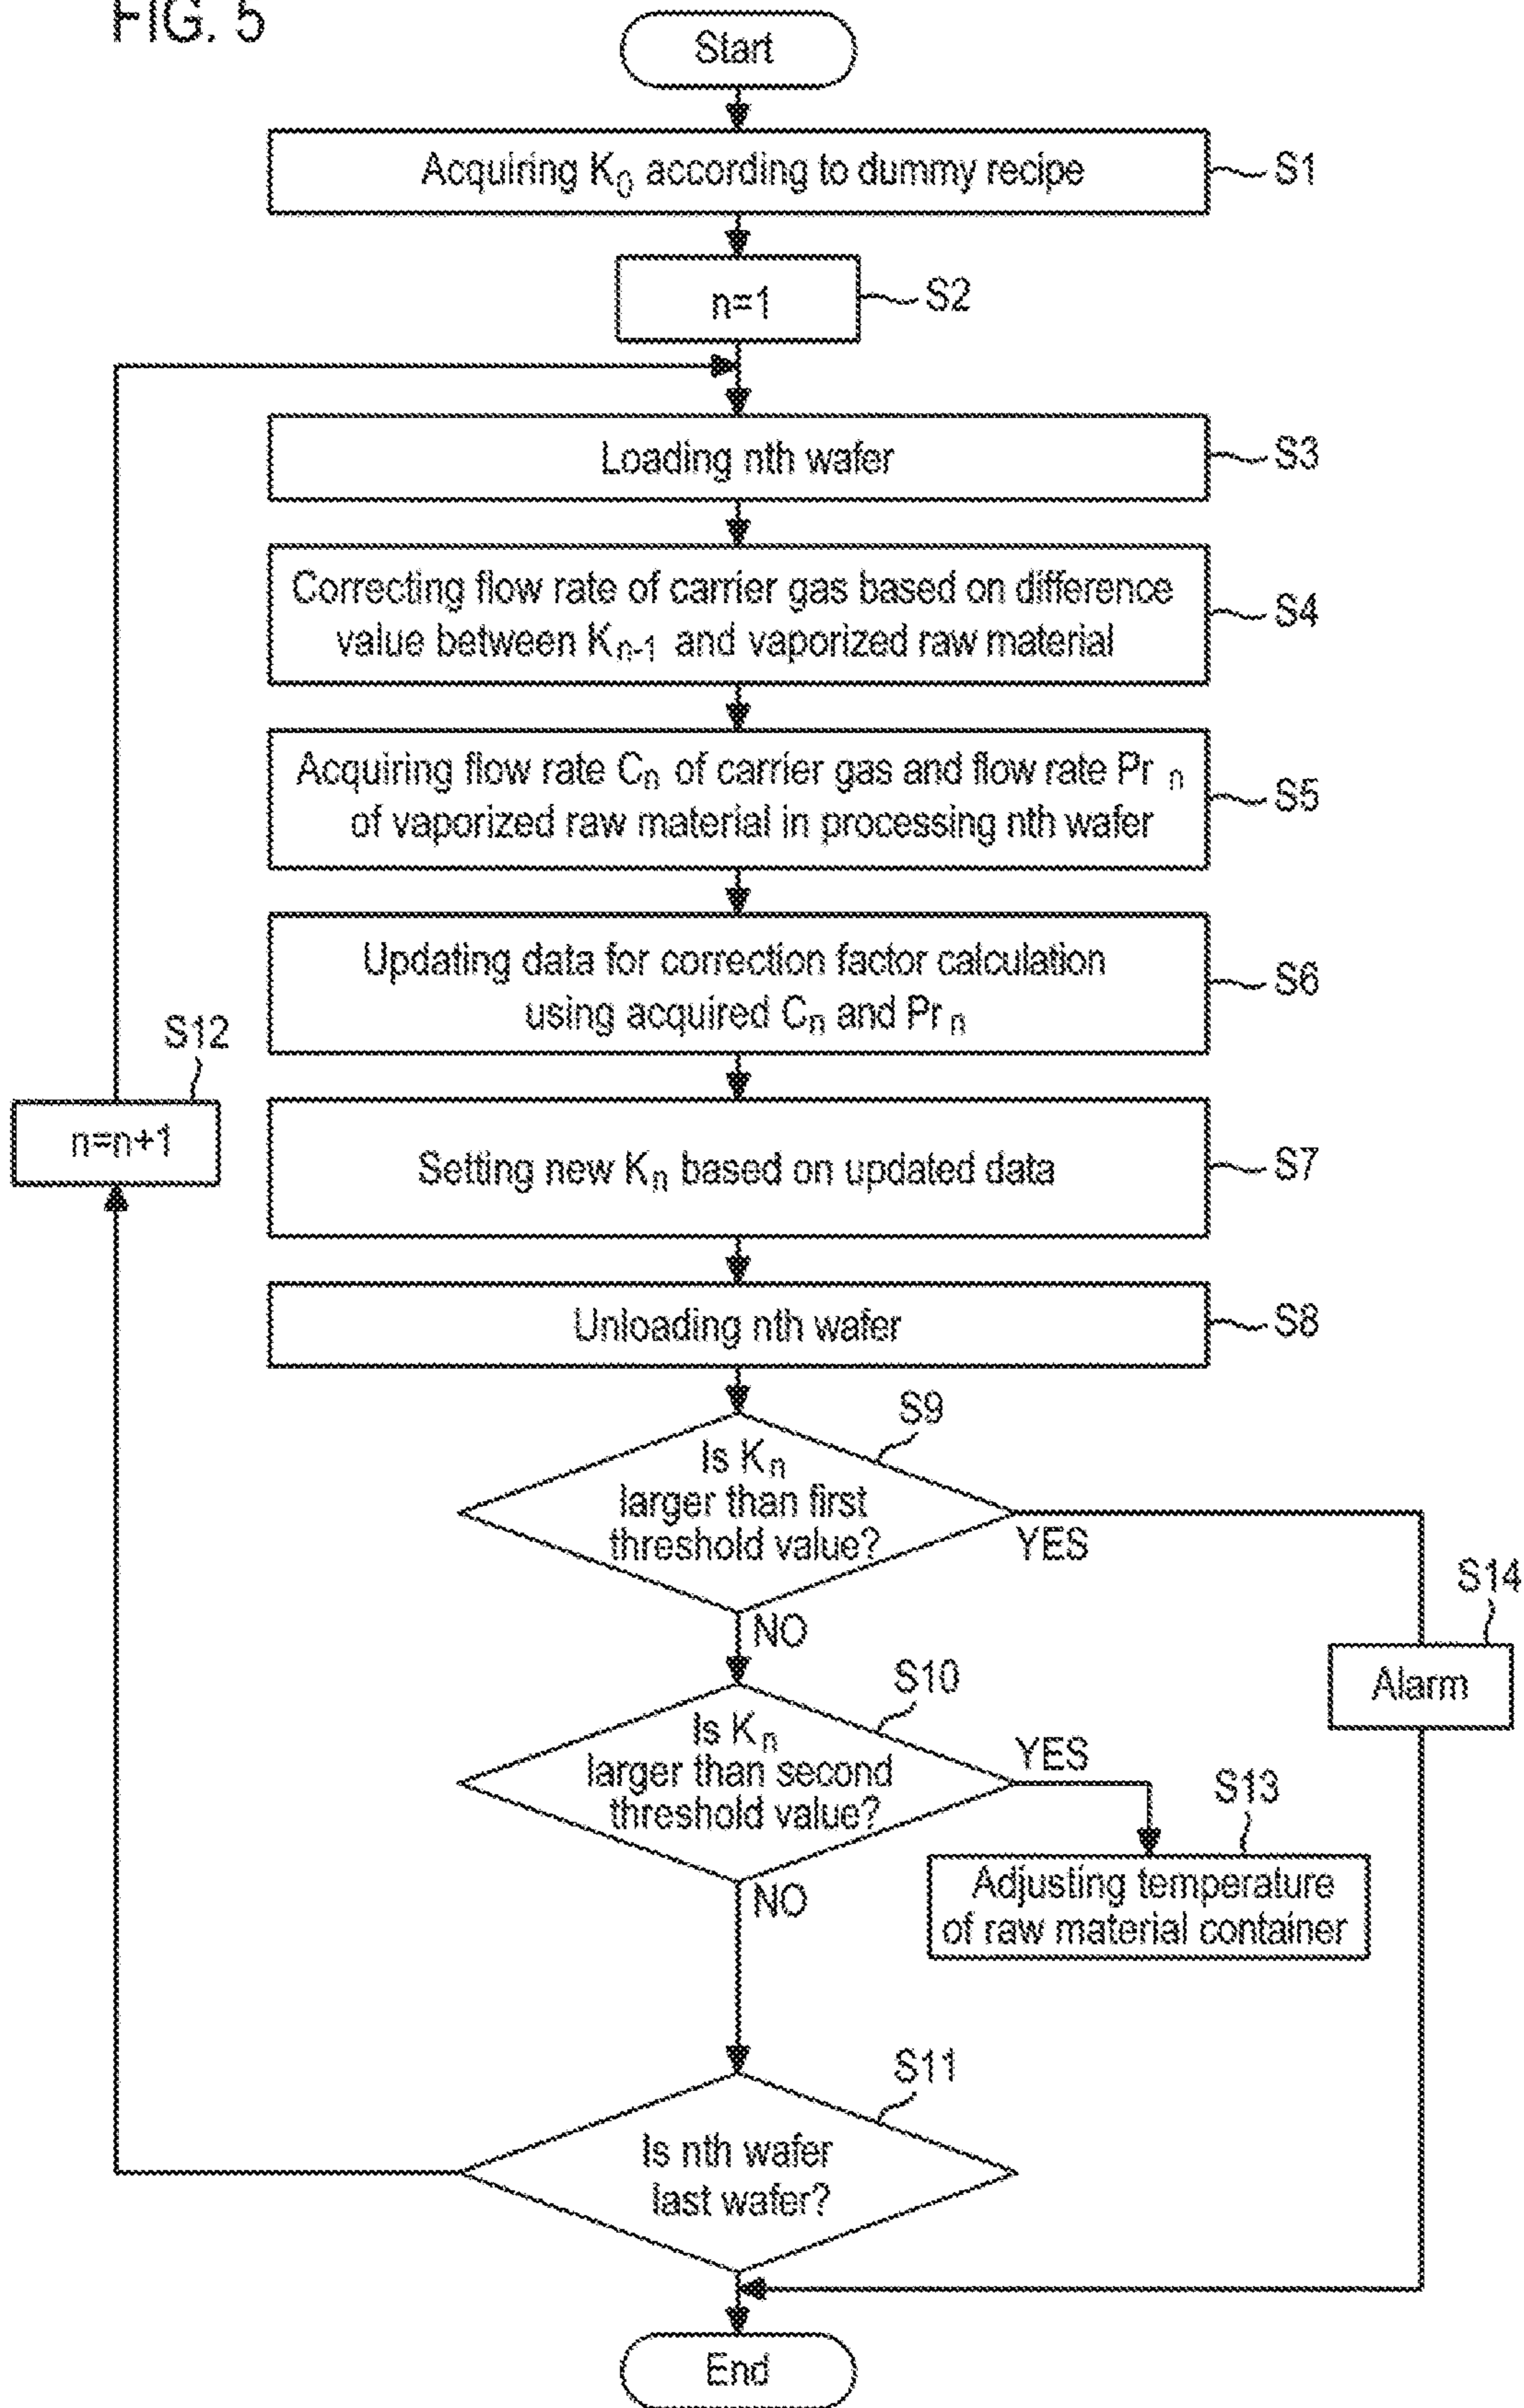 FIG. 5
Start
Acquiring K0 according to dummy recipe
S1
n=1
S2
Loading nth wafer
S3
Correcting flow rate of carrier gas based on difference
value between Kn-1 and vaporized raw material
S4
Acquiring flow rate Cn of carrier gas and flow rate Pr n
of vaporized raw material in processing nth wafer
S5
Updating data for correction factor calculation
using acquired Cn and Pr n
S6
S12
n=n+1
Setting new Kn based on updated data
S7
Unloading nth wafer
S8
S9
Is Kn
larger than first
threshold value?
YES
NO
S14
Alarm
S10
Is Kn
larger than second
threshold value?
YES
NO
S13
Adjusting temperature
of raw material container
S11
Is nth wafer
last wafer?
End